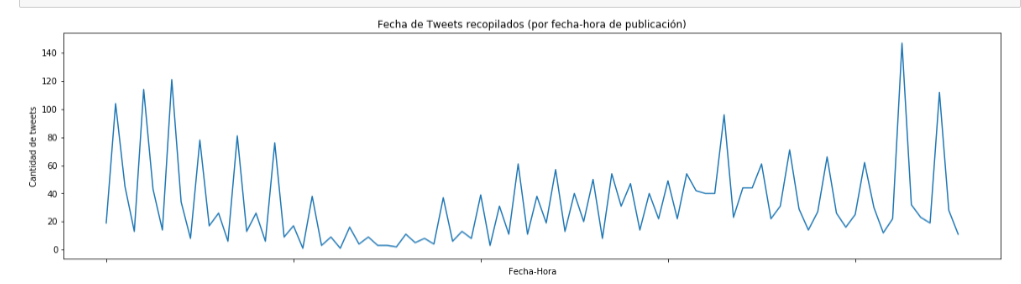 Fecha de Tweets recopilados (por fecha-hora de publicación)
140
120
100
80
60
40
20
0
Cantidad de tweets
Fecha-Hora